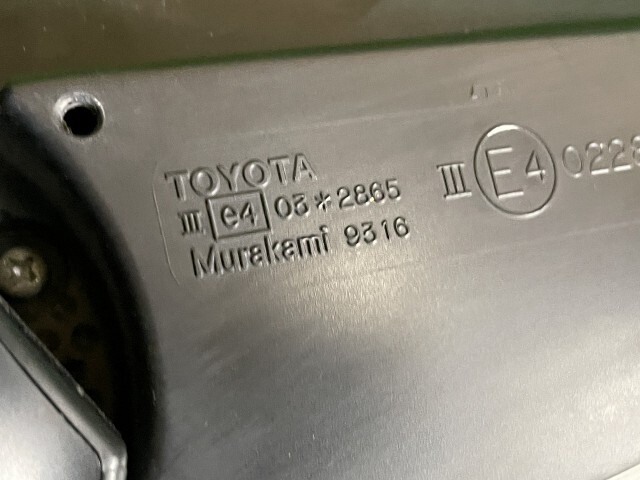 TOYOTA
III e4 03*2865
Murakami 9316
III E4 0228